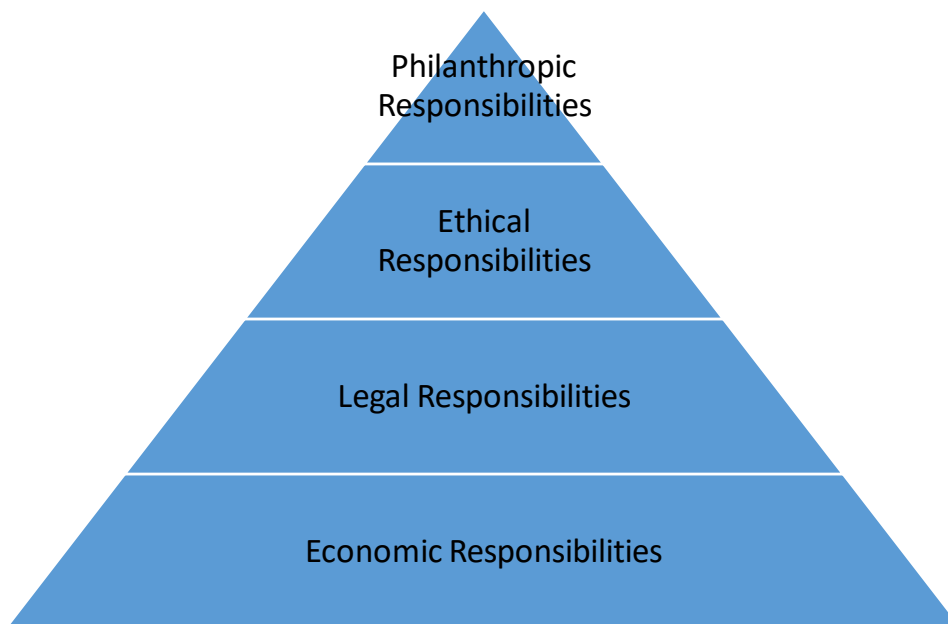 Philanthropic
Responsibilities
Ethical
Responsibilities
Legal Responsibilities
Economic Responsibilities